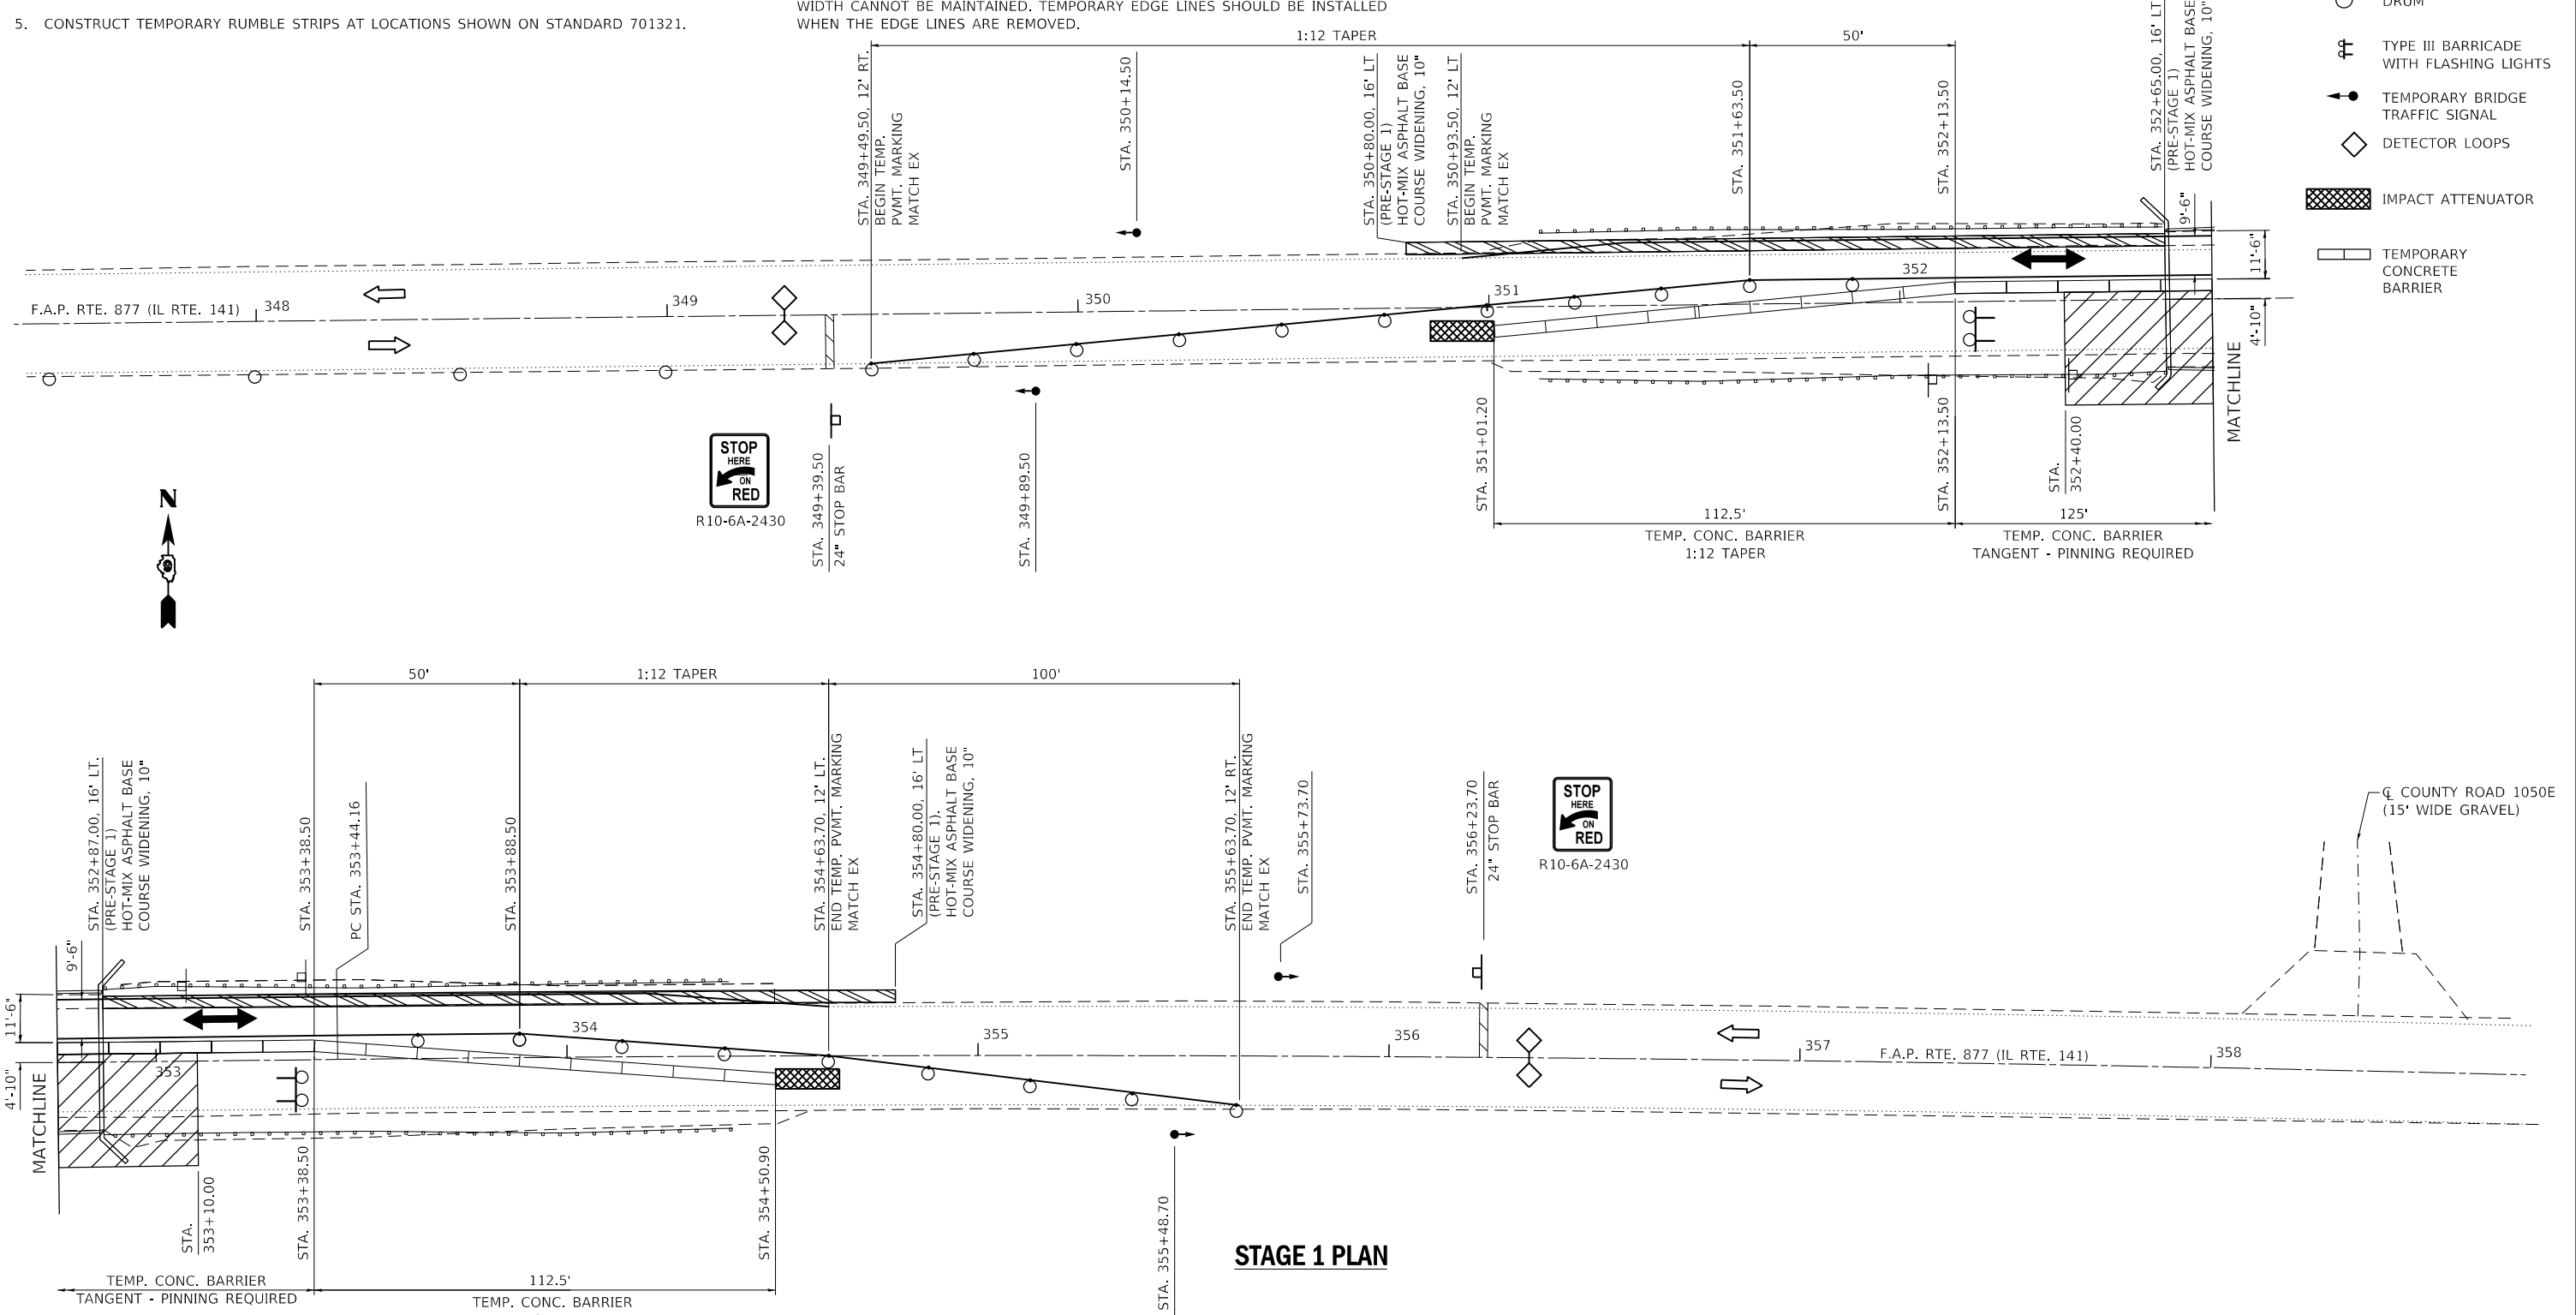 5. CONSTRUCT TEMPORARY RUMBLE STRIPS AT LOCATIONS SHOWN ON STANDARD 701321.
WIDTH CANNOT BE MAINTAINED. TEMPORARY EDGE LINES SHOULD BE INSTALLED
WHEN THE EDGE LINES ARE REMOVED.
DRUM
TYPE III BARRICADE
WITH FLASHING LIGHTS
TEMPORARY BRIDGE
TRAFFIC SIGNAL
DETECTOR LOOPS
IMPACT ATTENUATOR
TEMPORARY
CONCRETE
BARRIER
1:12 TAPER
50'
STA. 349+49.50, 12' RT.
BEGIN TEMP.
PVMT. MARKING
MATCH EX
STA. 350+14.50
STA. 350+80.00, 16' LT
(PRE-STAGE 1)
HOT-MIX ASPHALT BASE
COURSE WIDENING, 10"
STA. 350+93.50, 12' LT
BEGIN TEMP.
PVMT. MARKING
MATCH EX
STA. 351+63.50
STA. 352+13.50
STA. 352+65.00, 16' LT
(PRE-STAGE 1)
HOT-MIX ASPHALT BASE
COURSE WIDENING, 10"
9'-6"
11'-6"
4'-10"
F.A.P. RTE. 877 (IL RTE. 141)
348
349
350
351
352
MATCHLINE
STOP
HERE
ON
RED
R10-6A-2430
STA. 349+39.50
24" STOP BAR
STA. 349+89.50
STA. 351+01.20
STA. 352+13.50
STA.
352+40.00
112.5'
TEMP. CONC. BARRIER
1:12 TAPER
125'
TEMP. CONC. BARRIER
TANGENT - PINNING REQUIRED
N
50'
1:12 TAPER
100'
STA. 352+87.00, 16' LT.
(PRE-STAGE 1)
HOT-MIX ASPHALT BASE
COURSE WIDENING, 10"
STA. 353+38.50
PC STA. 353+44.16
STA. 353+88.50
STA. 354+63.70, 12' LT.
END TEMP. PVMT. MARKING
MATCH EX
STA. 354+80.00, 16' LT
(PRE-STAGE 1).
HOT-MIX ASPHALT BASE
COURSE WIDENING, 10"
STA. 355+63.70, 12' RT.
END TEMP. PVMT. MARKING
MATCH EX
STA. 355+73.70
STA. 356+23.70
24" STOP BAR
STOP
HERE
ON
RED
R10-6A-2430
℄ COUNTY ROAD 1050E
(15' WIDE GRAVEL)
9'-6"
11'-6"
4'-10"
MATCHLINE
353
354
355
356
357
F.A.P. RTE. 877 (IL RTE. 141)
358
STA.
353+10.00
STA. 353+38.50
STA. 354+50.90
STA. 355+48.70
STAGE 1 PLAN
TEMP. CONC. BARRIER
TANGENT - PINNING REQUIRED
112.5'
TEMP. CONC. BARRIER